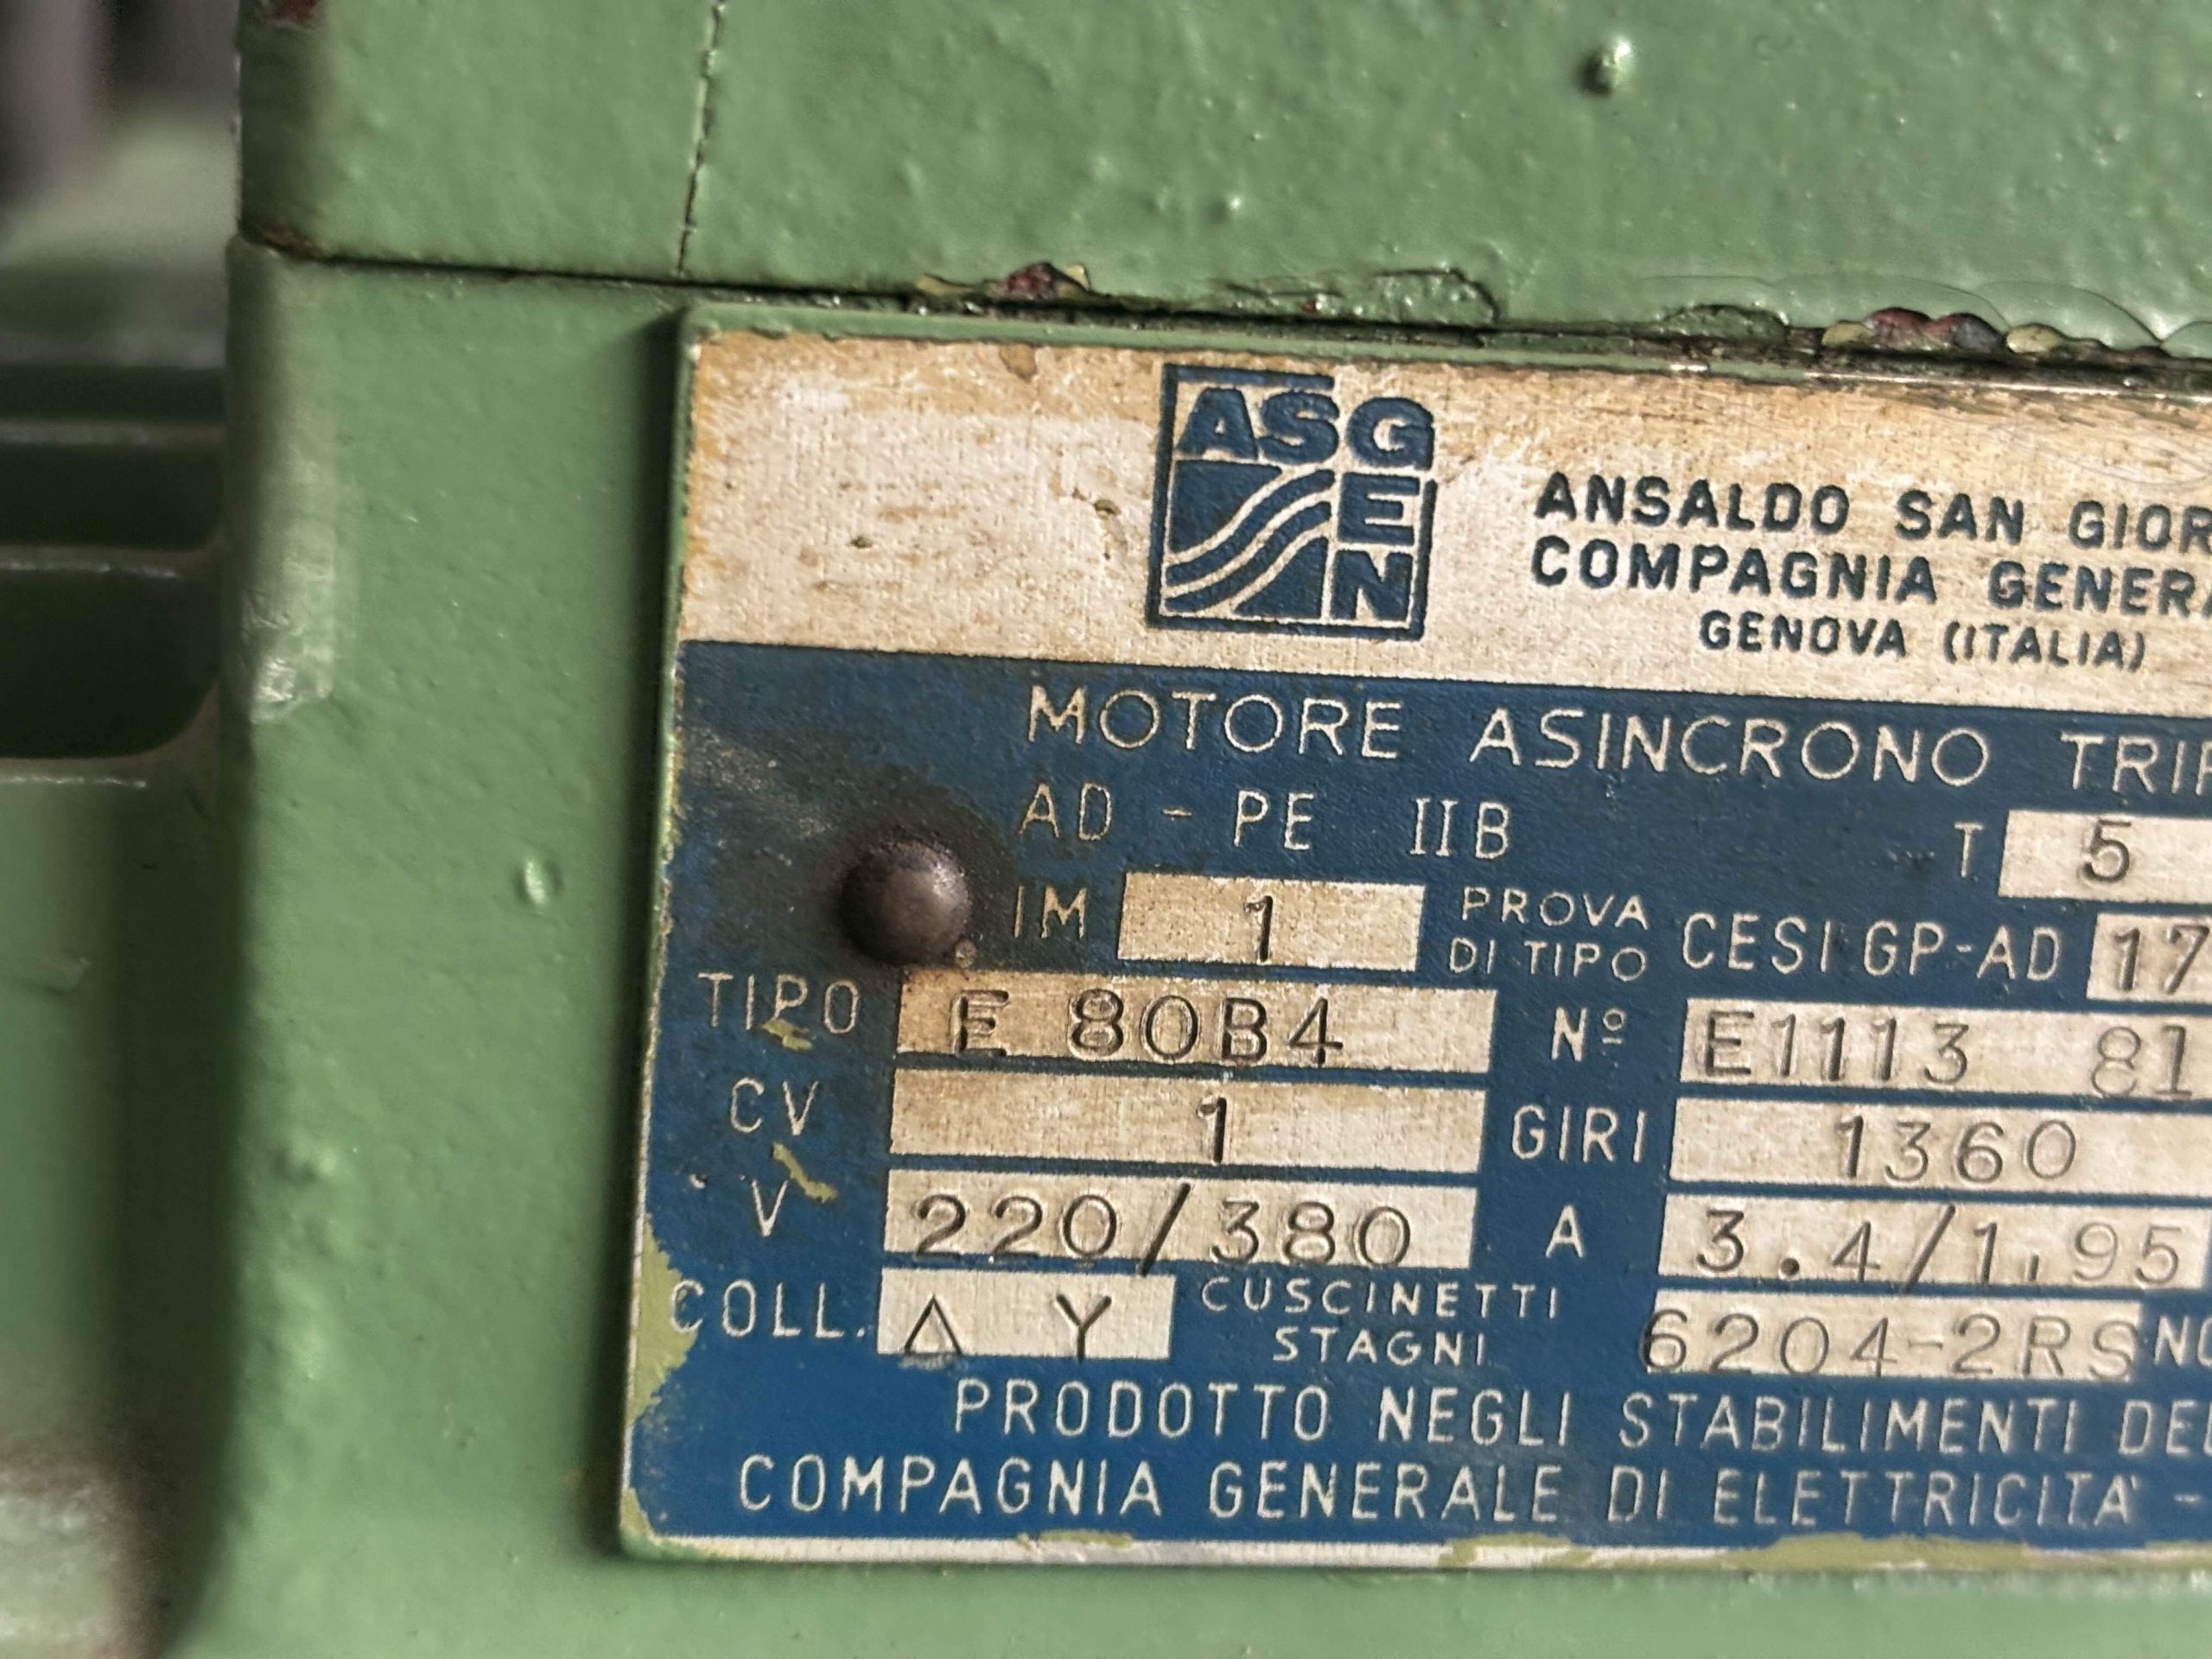 ASG
E
N
ANSALDO SAN GIOR
COMPAGNIA GENERA
GENOVA (ITALIA)
MOTORE ASINCRONO TRIF
AD - PE IIB T 5
IM 1 PROVA DI TIPO CESI GP-AD 17
TIPO E 80B4 Nº E1113 81
CV 1 GIRI 1360
V 220/380 A 3.4/1.95
COLL. Δ Y CUSCINETTI STAGNI 6204-2RS NO
PRODOTTO NEGLI STABILIMENTI DEL
COMPAGNIA GENERALE DI ELETTRICITA' -